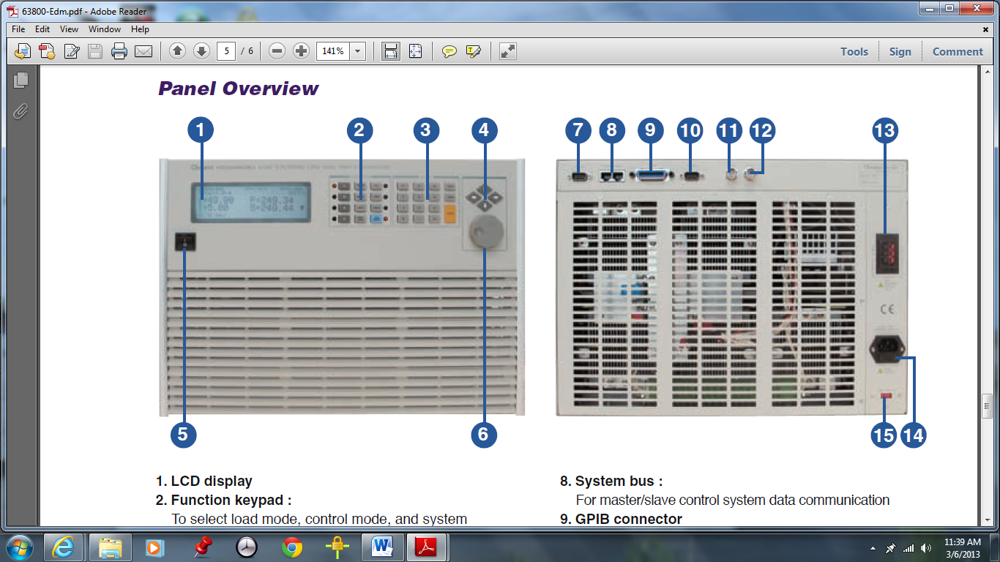 63800-Edm.pdf - Adobe Reader
File Edit View Window Help
5 / 6 141% Tools Sign Comment
Panel Overview
1 2 3 4 7 8 9 10 11 12 13
5 6 15 14
CE
1. LCD display
2. Function keypad :
To select load mode, control mode, and system
8. System bus :
For master/slave control system data communication
9. GPIB connector
11:39 AM
3/6/2013